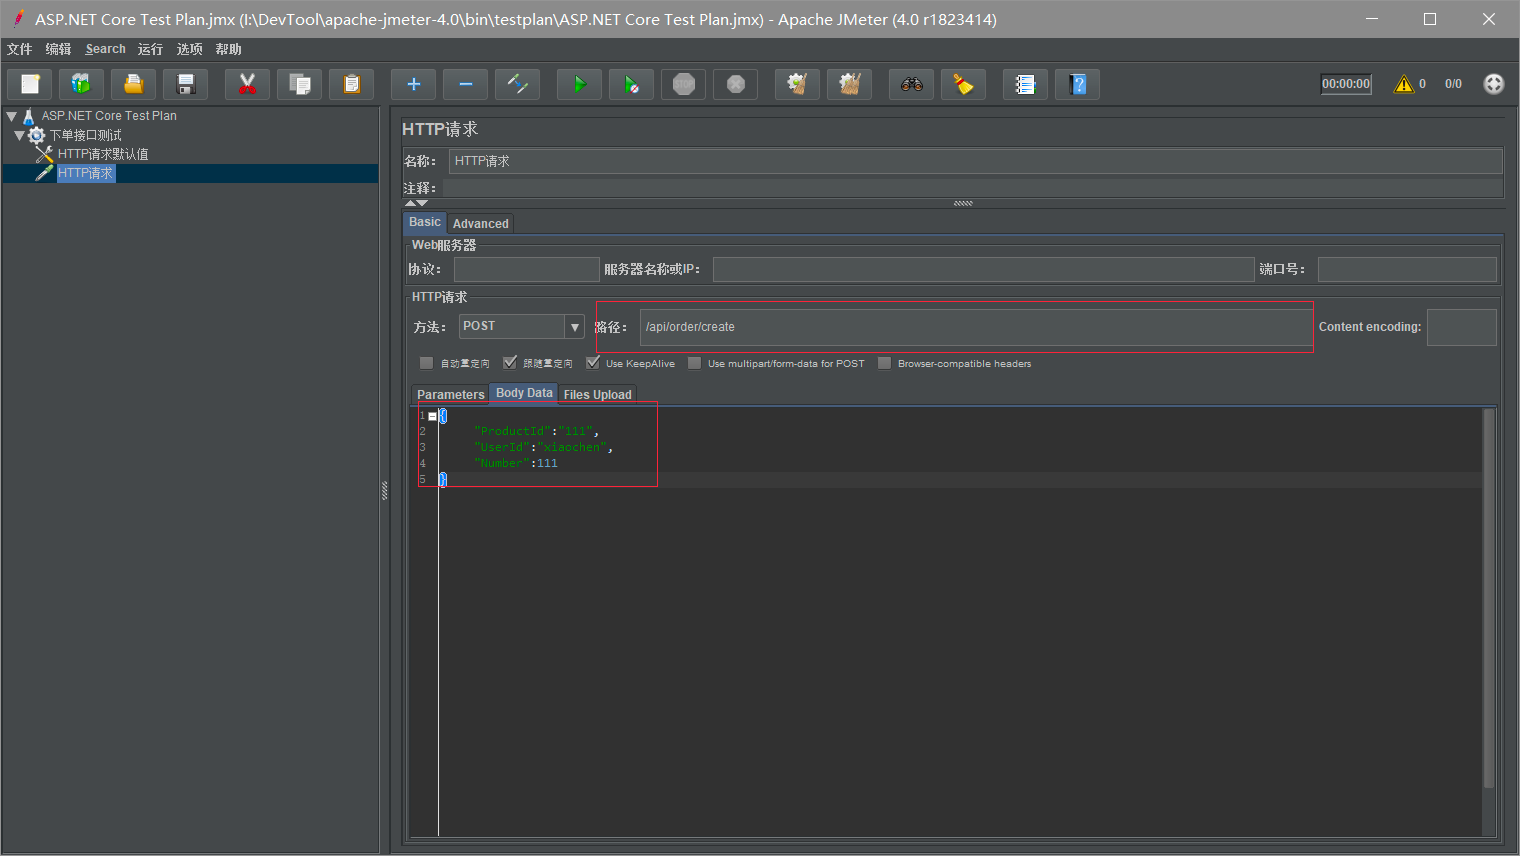 ASP.NET Core Test Plan.jmx (I:\DevTool\apache-jmeter-4.0\bin\testplan\ASP.NET Core Test Plan.jmx) - Apache JMeter (4.0 r1823414)
文件 编辑 Search 运行 选项 帮助
00:00:00 0 0/0
ASP.NET Core Test Plan
下单接口测试
HTTP请求默认值
HTTP请求
HTTP请求
名称： HTTP请求
注释：
Basic Advanced
Web服务器
协议： 服务器名称或IP： 端口号：
HTTP请求
方法： POST 路径： /api/order/create Content encoding:
自动重定向 跟随重定向 Use KeepAlive Use multipart/form-data for POST Browser-compatible headers
Parameters Body Data Files Upload
1 {
2 "ProductId":"111",
3 "UserId":"xiaochen",
4 "Number":111
5 }